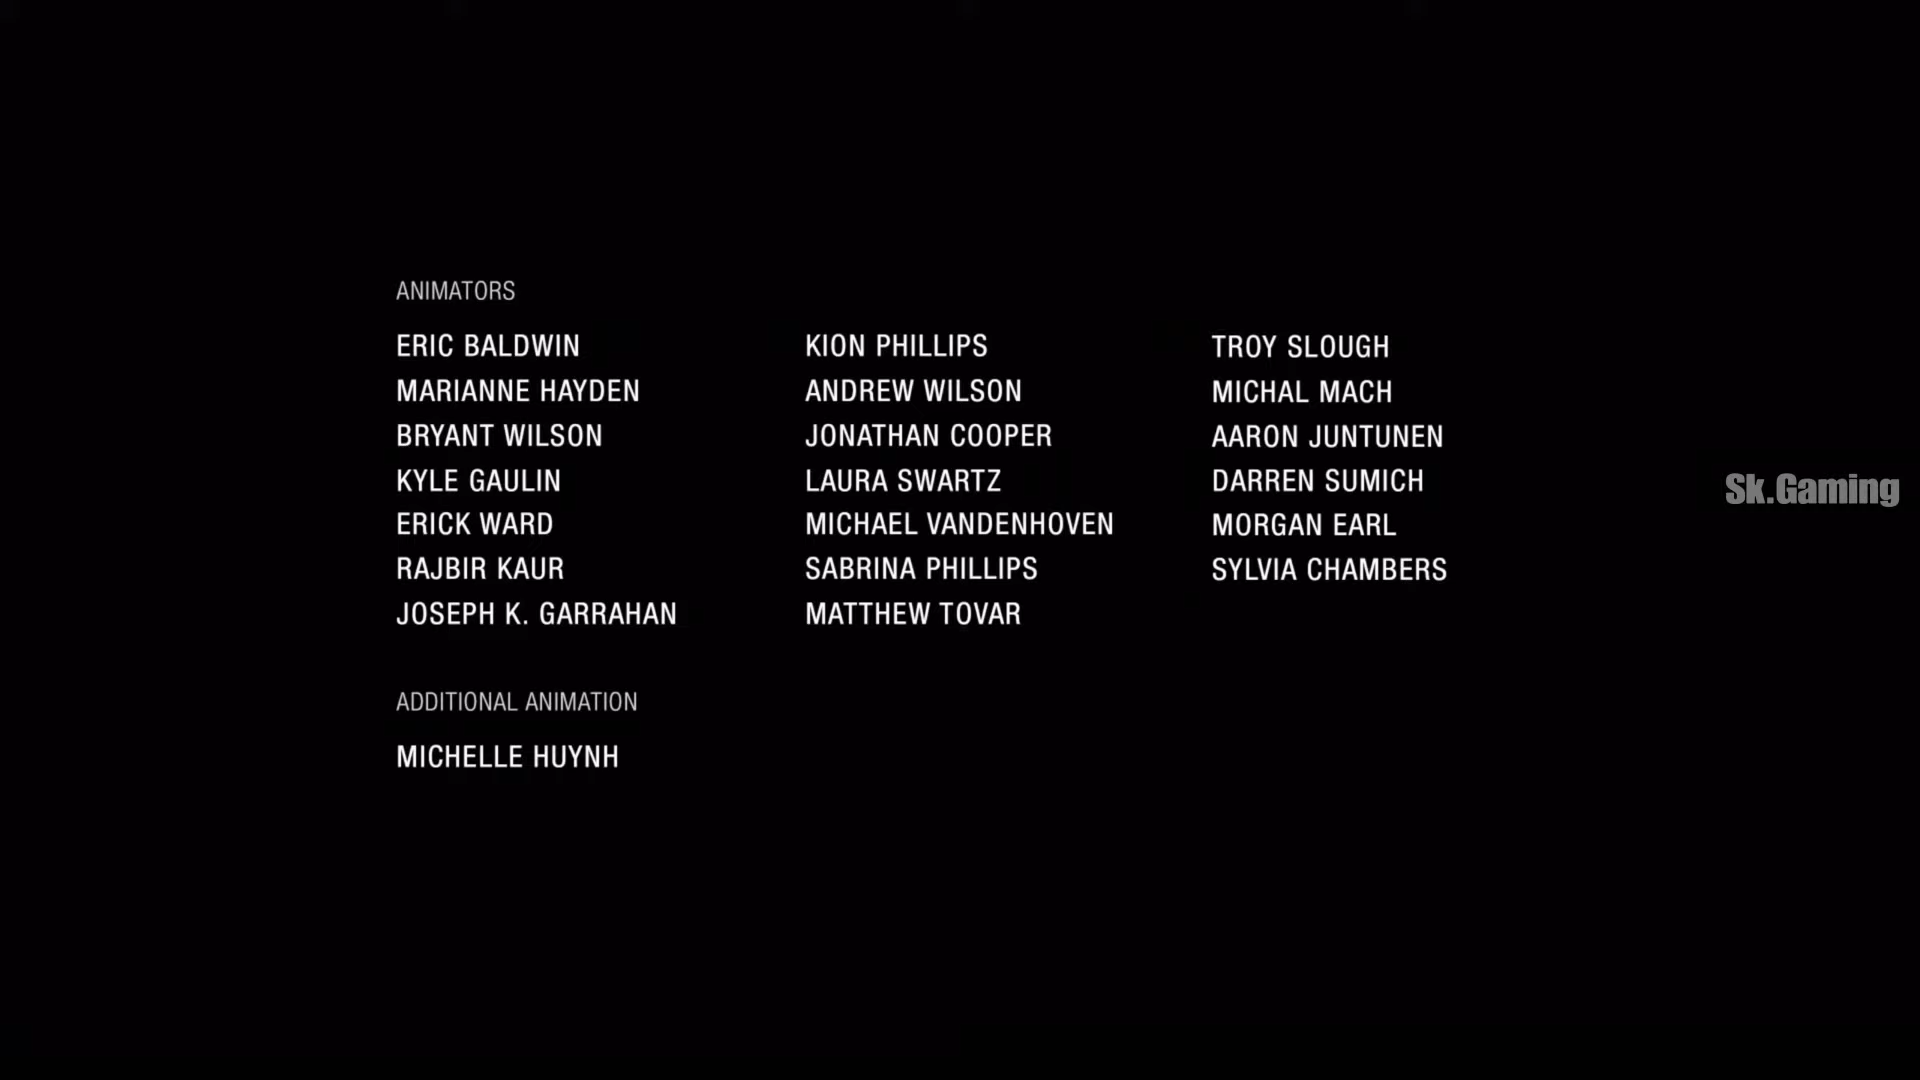 ANIMATORS
ERIC BALDWIN
MARIANNE HAYDEN
BRYANT WILSON
KYLE GAULIN
ERICK WARD
RAJBIR KAUR
JOSEPH K. GARRAHAN
KION PHILLIPS
ANDREW WILSON
JONATHAN COOPER
LAURA SWARTZ
MICHAEL VANDENHOVEN
SABRINA PHILLIPS
MATTHEW TOVAR
TROY SLOUGH
MICHAL MACH
AARON JUNTUNEN
DARREN SUMICH
MORGAN EARL
SYLVIA CHAMBERS
ADDITIONAL ANIMATION
MICHELLE HUYNH
Sk.Gaming